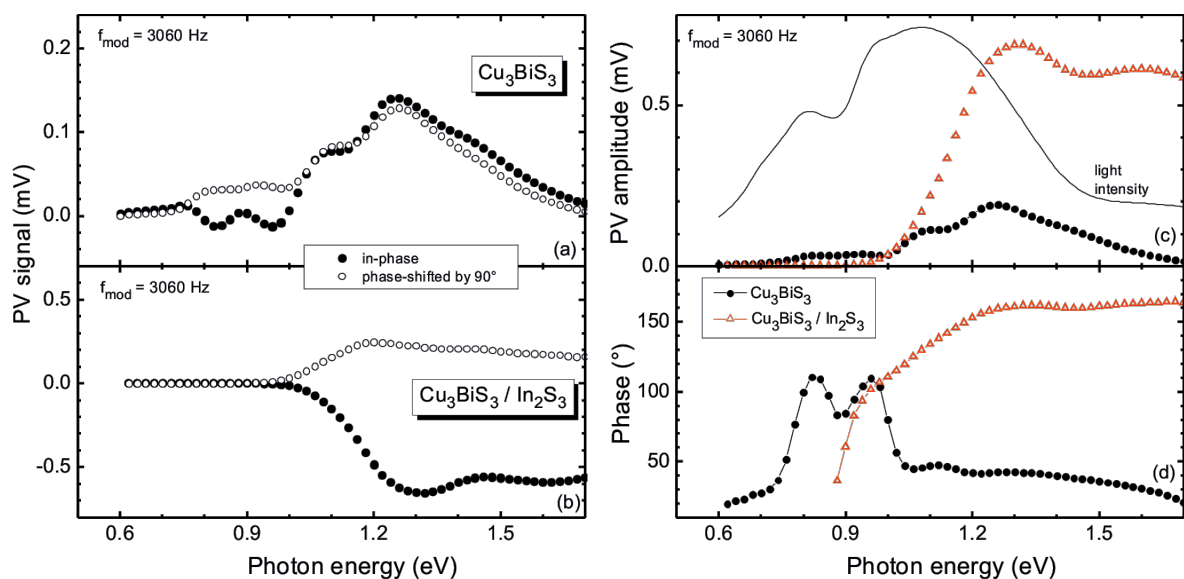 f_mod = 3060 Hz
Cu₃BiS₃
0.2
0.1
0.0
(a)
in-phase
phase-shifted by 90°
f_mod = 3060 Hz
0.5
0.0
-0.5
Cu₃BiS₃ / In₂S₃
(b)
PV signal (mV)
0.6 0.9 1.2 1.5
Photon energy (eV)
f_mod = 3060 Hz
0.5
0.0
light
intensity
(c)
PV amplitude (mV)
Cu₃BiS₃
Cu₃BiS₃ / In₂S₃
150
100
50
(d)
Phase (°)
0.6 0.9 1.2 1.5
Photon energy (eV)